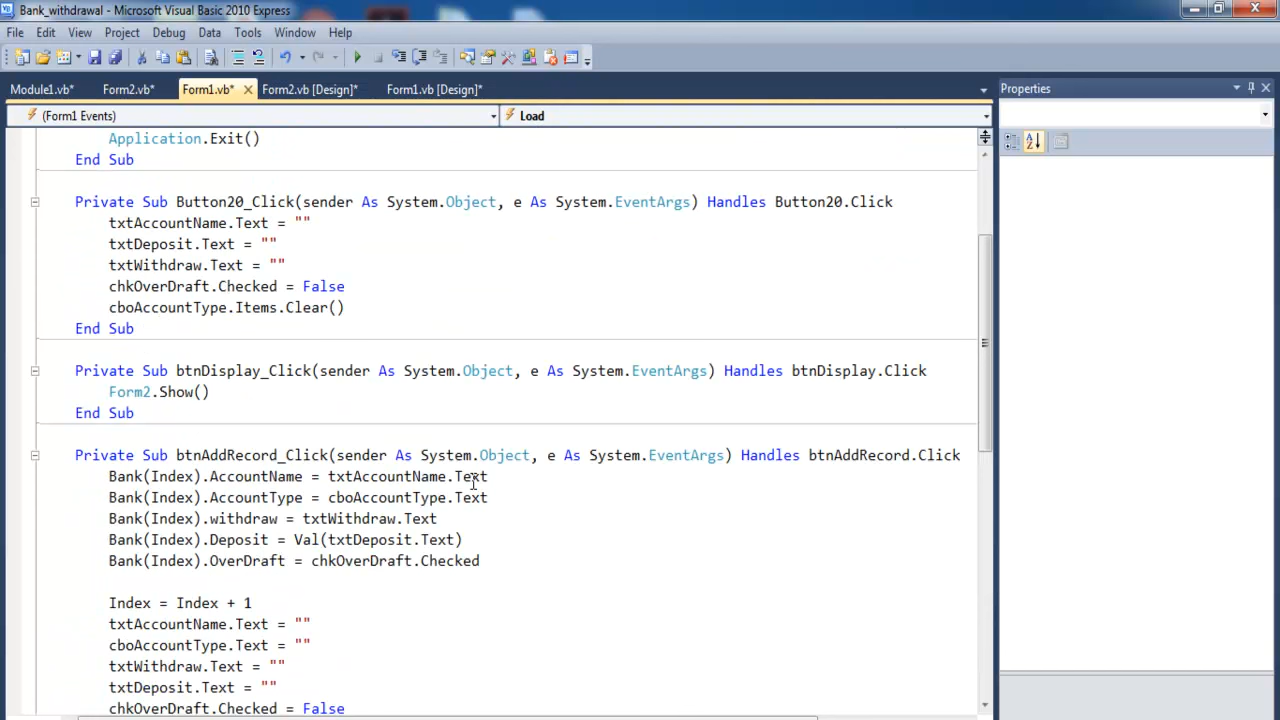 Bank_withdrawal - Microsoft Visual Basic 2010 Express
File Edit View Project Debug Data Tools Window Help
Module1.vb* Form2.vb* Form1.vb* Form2.vb [Design]* Form1.vb [Design]*
(Form1 Events) Load
Application.Exit()
End Sub
Private Sub Button20_Click(sender As System.Object, e As System.EventArgs) Handles Button20.Click
txtAccountName.Text = ""
txtDeposit.Text = ""
txtWithdraw.Text = ""
chkOverDraft.Checked = False
cboAccountType.Items.Clear()
End Sub
Private Sub btnDisplay_Click(sender As System.Object, e As System.EventArgs) Handles btnDisplay.Click
Form2.Show()
End Sub
Private Sub btnAddRecord_Click(sender As System.Object, e As System.EventArgs) Handles btnAddRecord.Click
Bank(Index).AccountName = txtAccountName.Text
Bank(Index).AccountType = cboAccountType.Text
Bank(Index).withdraw = txtWithdraw.Text
Bank(Index).Deposit = Val(txtDeposit.Text)
Bank(Index).OverDraft = chkOverDraft.Checked
Index = Index + 1
txtAccountName.Text = ""
cboAccountType.Text = ""
txtWithdraw.Text = ""
txtDeposit.Text = ""
chkOverDraft.Checked = False
Properties